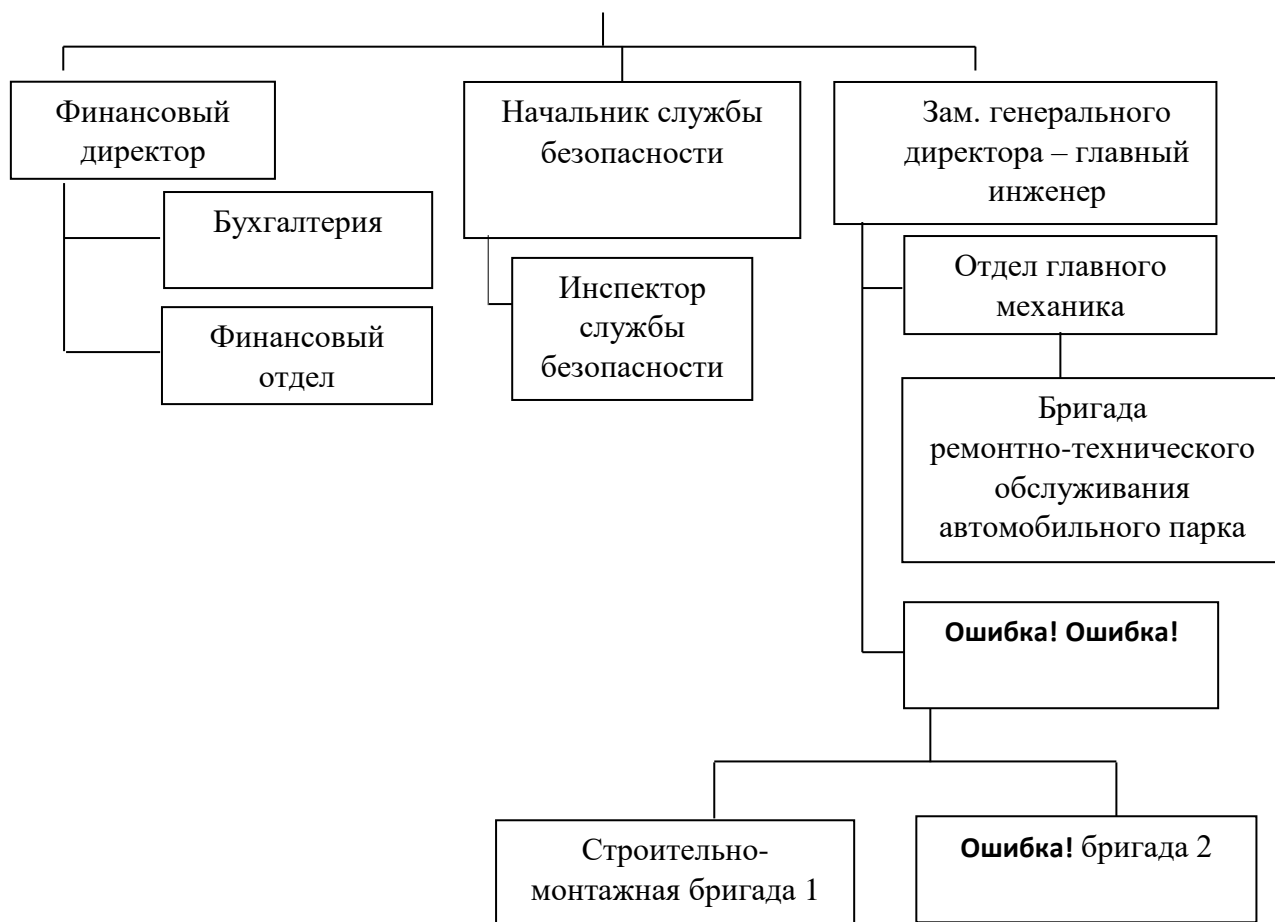 Финансовый
директор
Начальник службы
безопасности
Зам. генерального
директора – главный
инженер
Бухгалтерия
Финансовый
отдел
Инспектор
службы
безопасности
Отдел главного
механика
Бригада
ремонтно-технического
обслуживания
автомобильного парка
Ошибка! Ошибка!
Строительно-
монтажная бригада 1
Ошибка! бригада 2